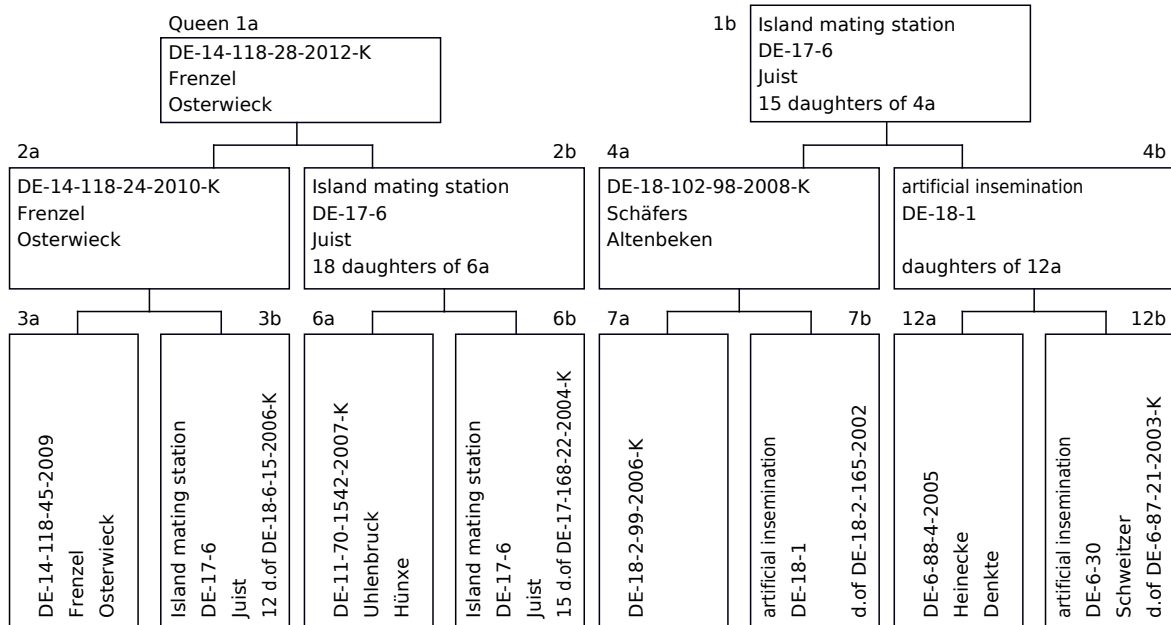 Queen 1a
DE-14-118-28-2012-K
Frenzel
Osterwieck
1b
Island mating station
DE-17-6
Juist
15 daughters of 4a
2a
DE-14-118-24-2010-K
Frenzel
Osterwieck
2b
Island mating station
DE-17-6
Juist
18 daughters of 6a
4a
DE-18-102-98-2008-K
Schäfers
Altenbeken
4b
artificial insemination
DE-18-1
daughters of 12a
3a
DE-14-118-45-2009
Frenzel
Osterwieck
3b
Island mating station
DE-17-6
Juist
12 d.of DE-18-6-15-2006-K
6a
DE-11-70-1542-2007-K
Uhlenbruck
Hünxe
6b
Island mating station
DE-17-6
Juist
15 d.of DE-17-168-22-2004-K
7a
DE-18-2-99-2006-K
7b
artificial insemination
DE-18-1
d.of DE-18-2-165-2002
12a
DE-6-88-4-2005
Heinecke
Denkte
12b
artificial insemination
DE-6-30
Schweitzer
d.of DE-6-87-21-2003-K